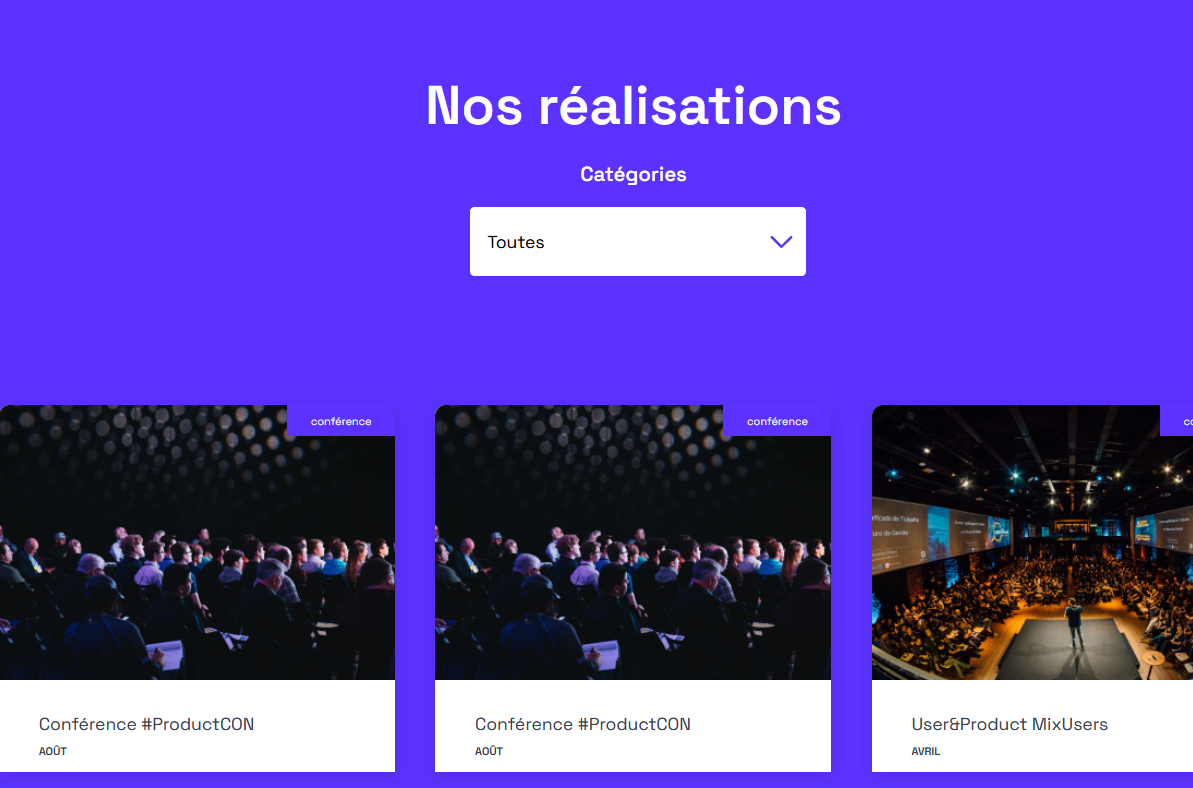 Nos réalisations
Catégories
Toutes
conférence
conférence
Conférence #ProductCON
AOÛT
Conférence #ProductCON
AOÛT
User&Product MixUsers
AVRIL